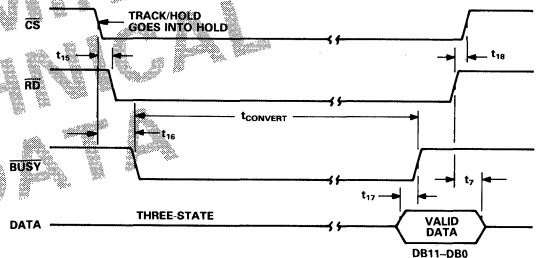 CS
TRACK/HOLD
GOES INTO HOLD
t15
t18
RD
tCONVERT
t16
BUSY
t17
t7
DATA
THREE-STATE
VALID
DATA
DB11–DB0
DATA